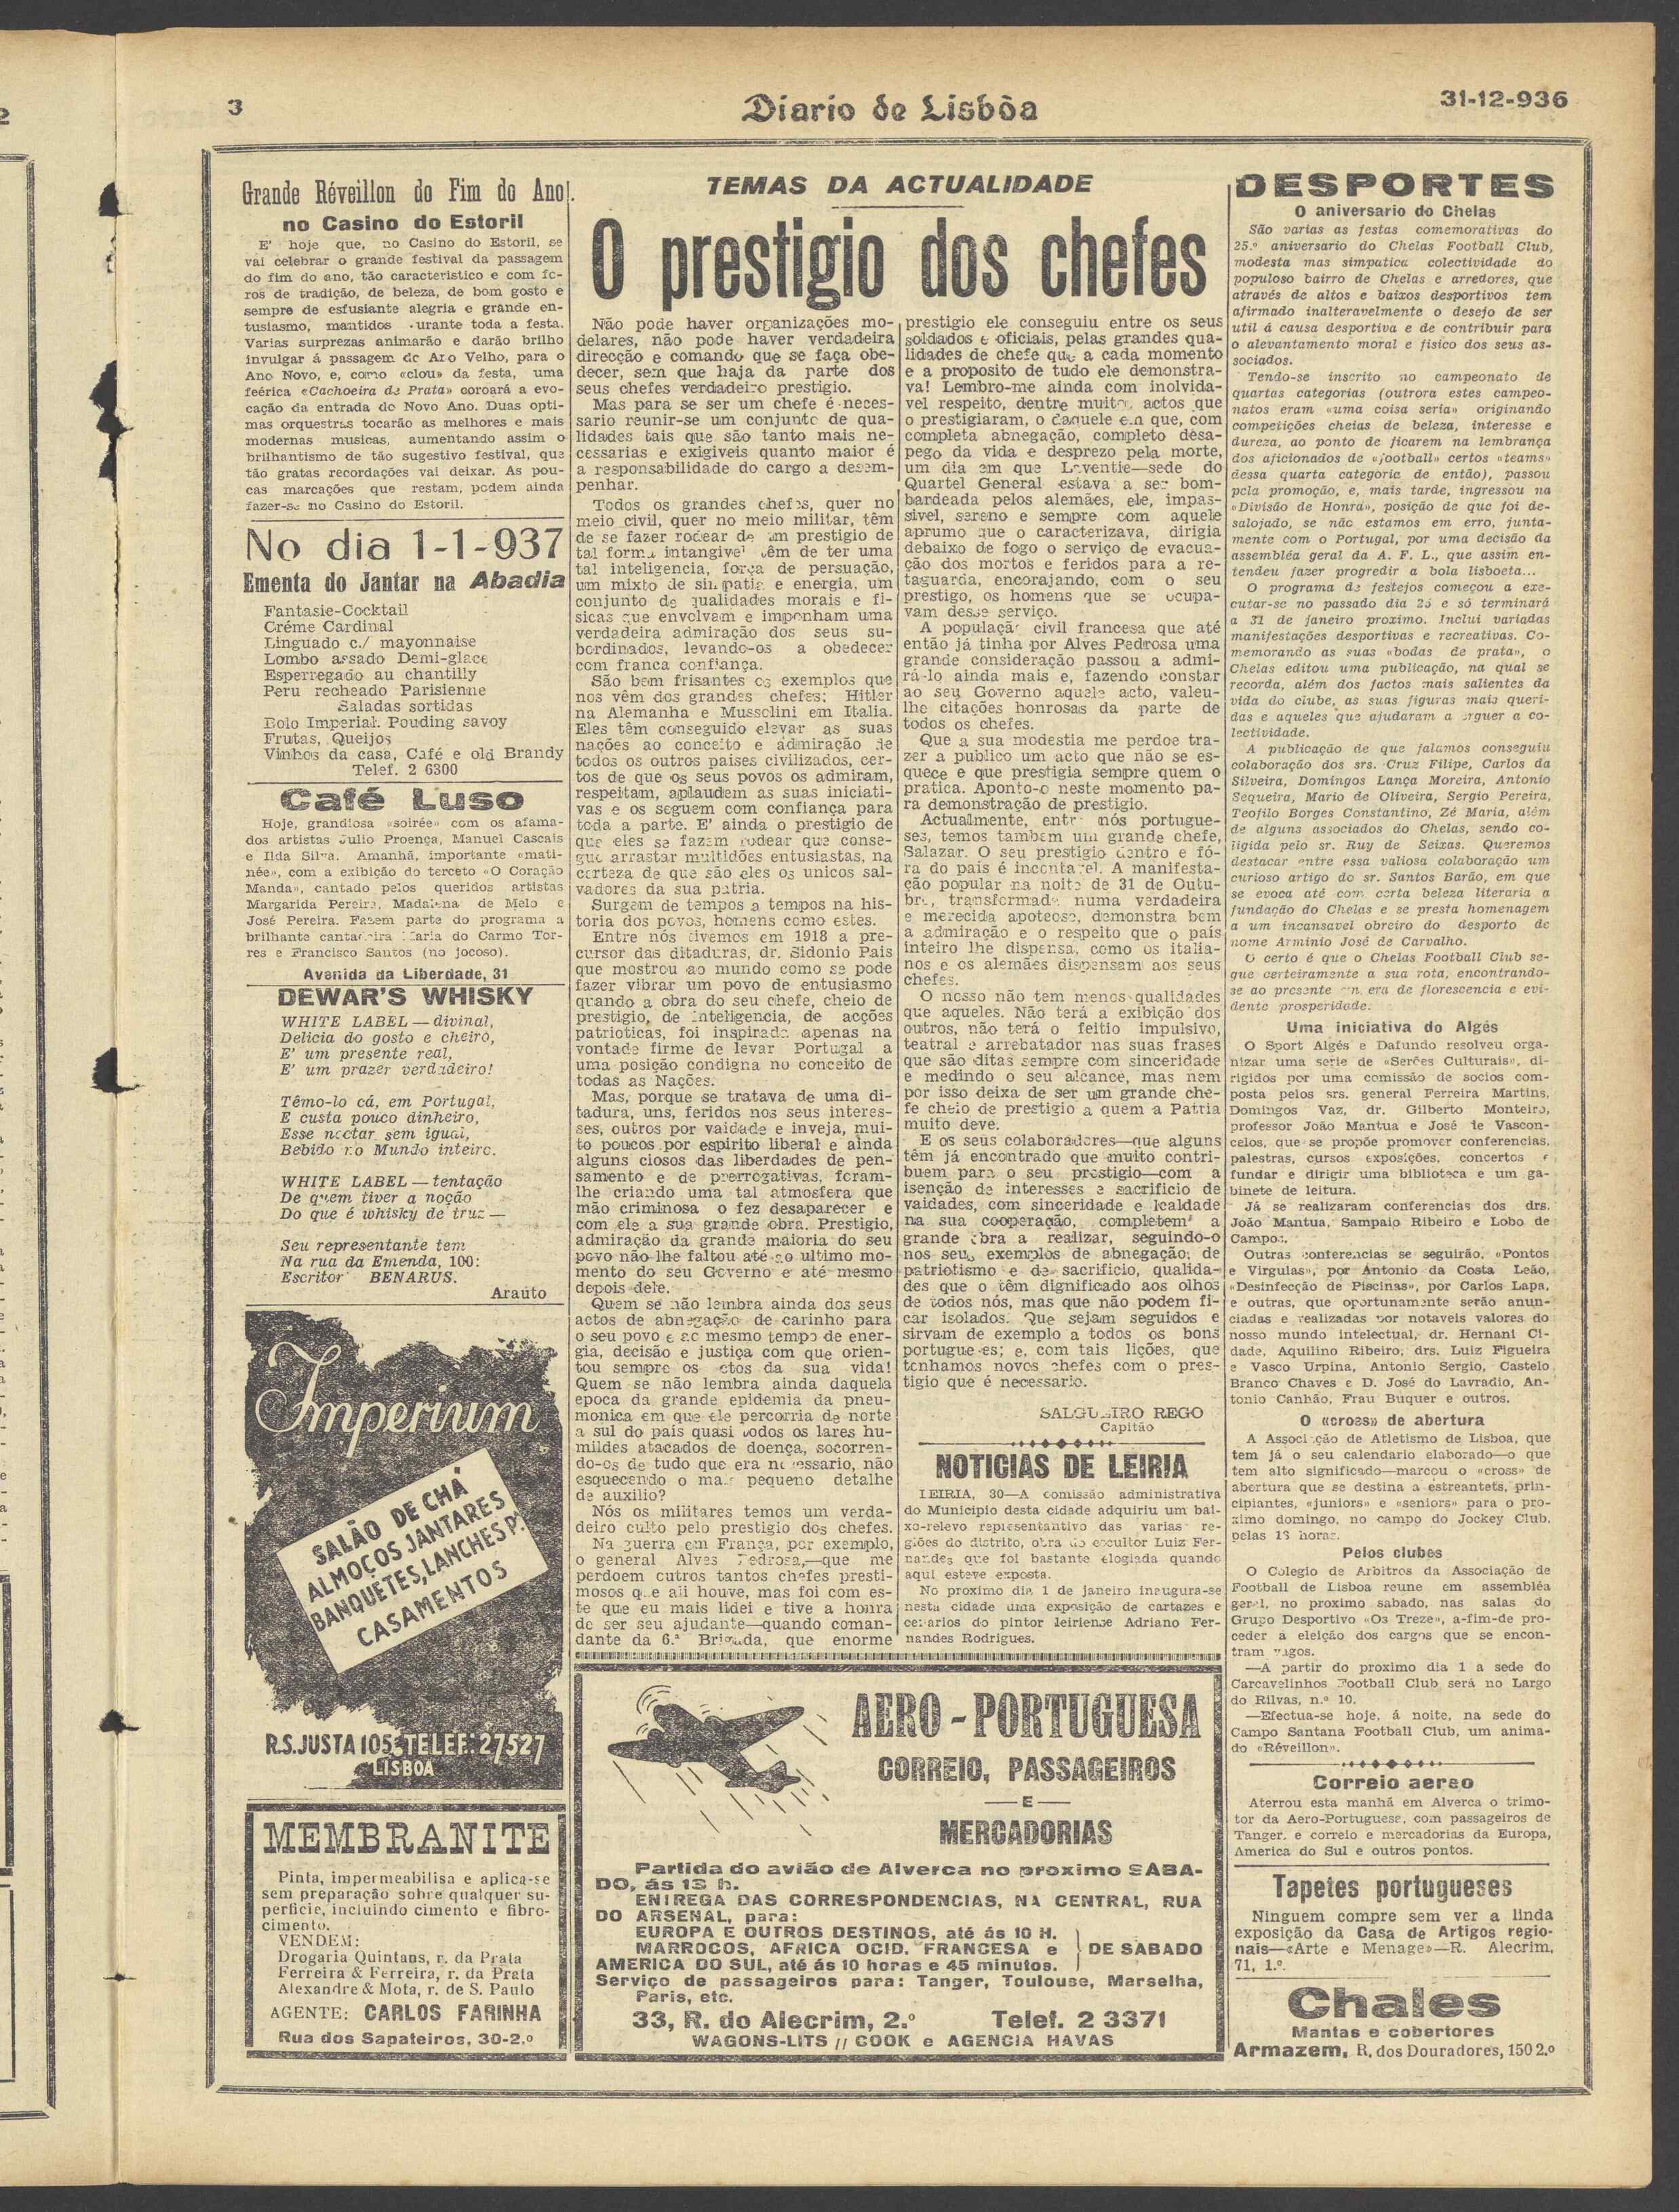 3
Diario de Lisbôa
31-12-936
Grande Réveillon do Fim do Ano
no Casino do Estoril
E' hoje que, no Casino do Estoril, se
vai celebrar o grande festival da passagem
do fim do ano, tão caracteristico e com fo-
ros de tradição, de beleza, de bom gosto e
sempre de esfusiante alegria e grande en-
tusiasmo, mantidos durante toda a festa.
Varias surprezas animarão e darão brilho
invulgar á passagem do Ano Velho, para o
Ano Novo, e, como «clou» da festa, uma
feérica «Cachoeira de Prata» coroará a evo-
cação da entrada do Novo Ano. Duas opti-
mas orquestras tocarão as melhores e mais
modernas musicas, aumentando assim o
brilhantismo de tão sugestivo festival, que
tão gratas recordações vai deixar. As pou-
cas marcações que restam, podem ainda
fazer-se no Casino do Estoril.
No dia 1-1-937
Ementa do Jantar na Abadia
Fantasie-Cocktail
Créme Cardinal
Linguado c./ mayonnaise
Lombo assado Demi-glace
Esperregado au chantilly
Peru recheado Parisienne
Saladas sortidas
Bolo Imperial. Pouding savoy
Frutas, Queijos
Vinhos da casa, Café e old Brandy
Telef. 2 6300
Café Luso
Hoje, grandiosa «soirée» com os afama-
dos artistas Julio Proença, Manuel Cascais
e Ilda Silva. Amanhã, importante «mati-
née», com a exibição do terceto «O Coração
Manda», cantado pelos queridos artistas
Margarida Pereira, Madalena de Melo e
José Pereira. Fazem parte do programa a
brilhante cantadeira Maria do Carmo Tor-
res e Francisco Santos (no jocoso).
Avenida da Liberdade, 31
DEWAR'S WHISKY
WHITE LABEL — divinal,
Delicia do gosto e cheiro,
E' um presente real,
E' um prazer verdadeiro!
Têmo-lo cá, em Portugal,
E custa pouco dinheiro,
Esse nectar sem igual,
Bebido no Mundo inteiro.
WHITE LABEL — tentação
De quem tiver a noção
Do que é whisky de truz —
Seu representante tem
Na rua da Emenda, 100:
Escritor BENARUS.
Arauto
Imperium
SALÃO DE CHÁ
ALMOÇOS JANTARES
BANQUETES, LANCHES P.
CASAMENTOS
R.S.JUSTA 105 TELEF. 27527
LISBOA
MEMBRANITE
Pinta, impermeabilisa e aplica-se
sem preparação sobre qualquer su-
perficie, incluindo cimento e fibro-
cimento.
VENDEM:
Drogaria Quintans, r. da Prata
Ferreira & Ferreira, r. da Prata
Alexandre & Mota, r. de S. Paulo
AGENTE: CARLOS FARINHA
Rua dos Sapateiros, 30-2.º
TEMAS DA ACTUALIDADE
O prestigio dos chefes
Não pode haver organizações mo-
delares, não pode haver verdadeira
direcção e comando que se faça obe-
decer, sem que haja da parte dos
seus chefes verdadeiro prestigio.
Mas para se ser um chefe é neces-
sario reunir-se um conjunto de qua-
lidades tais que são tanto mais ne-
cessarias e exigiveis quanto maior é
a responsabilidade do cargo a desem-
penhar.
Todos os grandes chefes, quer no
meio civil, quer no meio militar, têm
de se fazer rodear de um prestigio de
tal forma intangivel têm de ter uma
tal inteligencia, força de persuação,
um mixto de simpatia e energia, um
conjunto de qualidades morais e fi-
sicas que envolvem e imponham uma
verdadeira admiração dos seus su-
bordinados, levando-os a obedecer
com franca confiança.
São bem frisantes os exemplos que
nos vêm dos grandes chefes: Hitler
na Alemanha e Mussolini em Italia.
Eles têm conseguido elevar as suas
nações ao conceito e admiração de
todos os outros paises civilizados, cer-
tos de que os seus povos os admiram,
respeitam, aplaudem as suas iniciati-
vas e os seguem com confiança para
toda a parte. E' ainda o prestigio de
que eles se fazem rodear que conse-
gue arrastar multidões entusiastas, na
certeza de que são eles os unicos sal-
vadores da sua patria.
Surgem de tempos a tempos na his-
toria dos povos, homens como estes.
Entre nós tivemos em 1918 a pre-
cursor das ditaduras, dr. Sidonio Pais
que mostrou ao mundo como se pode
fazer vibrar um povo de entusiasmo
quando a obra do seu chefe, cheio de
prestigio, de inteligencia, de acções
patrioticas, foi inspirada apenas na
vontade firme de levar Portugal a
uma posição condigna no conceito de
todas as Nações.
Mas, porque se tratava de uma di-
tadura, uns, feridos nos seus interes-
ses, outros por vaidade e inveja, mui-
to poucos por espirito liberal e ainda
alguns ciosos das liberdades de pen-
samento e de prerrogativas, foram-
lhe criando uma tal atmosfera que
mão criminosa o fez desaparecer e
com ele a sua grande obra. Prestigio,
admiração da grande maioria do seu
povo não lhe faltou até ao ultimo mo-
mento do seu Governo e até mesmo
depois dele.
Quem se não lembra ainda dos seus
actos de abnegação de carinho para
o seu povo e ao mesmo tempo de ener-
gia, decisão e justiça com que orien-
tou sempre os actos da sua vida!
Quem se não lembra ainda daquela
epoca da grande epidemia da pneu-
monica em que ele percorria de norte
a sul do país quasi todos os lares hu-
mildes atacados de doença, socorren-
do-os de tudo que era necessario, não
esquecendo o mais pequeno detalhe
de auxilio?
Nós os militares temos um verda-
deiro culto pelo prestigio dos chefes.
Na guerra em França, por exemplo,
o general Alves Pedrosa,—que me
perdoem outros tantos chefes presti-
mosos que ali houve, mas foi com es-
te que eu mais lidei e tive a honra
de ser seu ajudante—quando coman-
dante da 6.ª Brigada, que enorme
prestigio ele conseguiu entre os seus
soldados e oficiais, pelas grandes qua-
lidades de chefe que a cada momento
e a proposito de tudo ele demonstra-
va! Lembro-me ainda com inolvida-
vel respeito, dentre muitos actos que
o prestigiaram, o daquele em que, com
completa abnegação, completo desa-
pego da vida e desprezo pela morte,
um dia em que Laventie—sede do
Quartel General estava a ser bom-
bardeada pelos alemães, ele, impas-
sivel, sereno e sempre com aquele
aprumo que o caracterizava, dirigia
debaixo de fogo o serviço de evacua-
ção dos mortos e feridos para a re-
taguarda, encorajando, com o seu
prestigo, os homens que se ocupa-
vam desse serviço.
A população civil francesa que até
então já tinha por Alves Pedrosa uma
grande consideração passou a admi-
rá-lo ainda mais e, fazendo constar
ao seu Governo aquele acto, valeu-
lhe citações honrosas da parte de
todos os chefes.
Que a sua modestia me perdoe tra-
zer a publico um acto que não se es-
quece e que prestigia sempre quem o
pratica. Aponto-o neste momento pa-
ra demonstração de prestigio.
Actualmente, entre nós portugue-
ses, temos tambem um grande chefe,
Salazar. O seu prestigio dentro e fó-
ra do país é incontavel. A manifesta-
ção popular na noite de 31 de Outu-
bro, transformada numa verdadeira
e merecida apoteose, demonstra bem
a admiração e o respeito que o país
inteiro lhe dispensa, como os italia-
nos e os alemães dispensam aos seus
chefes.
O nosso não tem menos qualidades
que aqueles. Não terá a exibição dos
outros, não terá o feitio impulsivo,
teatral e arrebatador nas suas frases
que são ditas sempre com sinceridade
e medindo o seu alcance, mas nem
por isso deixa de ser um grande che-
fe cheio de prestigio a quem a Patria
muito deve.
E os seus colaboradores—que alguns
têm já encontrado que muito contri-
buem para o seu prestigio—com a
isenção de interesses e sacrificio de
vaidades, com sinceridade e lealdade
na sua cooperação, completem a
grande obra a realizar, seguindo-o
nos seus exemplos de abnegação, de
patriotismo e de sacrificio, qualida-
des que o têm dignificado aos olhos
de todos nós, mas que não podem fi-
car isolados. Que sejam seguidos e
sirvam de exemplo a todos os bons
portugueses; e, com tais lições, que
tenhamos novos chefes com o pres-
tigio que é necessario.
SALGUEIRO REGO
Capitão
NOTICIAS DE LEIRIA
LEIRIA, 30—A comissão administrativa
do Municipio desta cidade adquiriu um bai-
xo-relevo representantivo das varias re-
giões do distrito, obra do escultor Luiz Fer-
nandes que foi bastante elogiada quando
aqui esteve exposta.
No proximo dia 1 de janeiro inaugura-se
nesta cidade uma exposição de cartazes e
cenarios do pintor leiriense Adriano Fer-
nandes Rodrigues.
AERO-PORTUGUESA
CORREIO, PASSAGEIROS
— E —
MERCADORIAS
Partida do avião de Alverca no proximo SABA-
DO, ás 13 h.
ENTREGA DAS CORRESPONDENCIAS, NA CENTRAL, RUA
DO ARSENAL, para:
EUROPA E OUTROS DESTINOS, até ás 10 H.
MARROCOS, AFRICA OCID. FRANCESA e
AMERICA DO SUL, até ás 10 horas e 45 minutos.
DE SABADO
Serviço de passageiros para: Tanger, Toulouse, Marselha,
Paris, etc.
33, R. do Alecrim, 2.º Telef. 2 3371
WAGONS-LITS // COOK e AGENCIA HAVAS
DESPORTES
O aniversario do Chelas
São varias as festas comemorativas do
25.º aniversario do Chelas Football Club,
modesta mas simpatica colectividade do
populoso bairro de Chelas e arredores, que
através de altos e baixos desportivos tem
afirmado inalteravelmente o desejo de ser
util á causa desportiva e de contribuir para
o alevantamento moral e fisico dos seus as-
sociados.
Tendo-se inscrito no campeonato de
quartas categorias (outrora estes campeo-
natos eram «uma coisa seria» originando
competições cheias de beleza, interesse e
dureza, ao ponto de ficarem na lembrança
dos aficionados de «football» certos «teams»
dessa quarta categoria de então), passou
pela promoção, e, mais tarde, ingressou na
«Divisão de Honra», posição de que foi de-
salojado, se não estamos em erro, junta-
mente com o Portugal, por uma decisão da
assembléa geral da A. F. L., que assim en-
tendeu fazer progredir a bola lisboeta...
O programa de festejos começou a exe-
cutar-se no passado dia 25 e só terminará
a 31 de janeiro proximo. Inclui variadas
manifestações desportivas e recreativas. Co-
memorando as suas «bodas de prata», o
Chelas editou uma publicação, na qual se
recorda, além dos factos mais salientes da
vida do clube, as suas figuras mais queri-
das e aqueles que ajudaram a erguer a co-
lectividade.
A publicação de que falamos conseguiu
colaboração dos srs. Cruz Filipe, Carlos da
Silveira, Domingos Lança Moreira, Antonio
Sequeira, Mario de Oliveira, Sergio Pereira,
Teofilo Borges Constantino, Zé Maria, além
de alguns associados do Chelas, sendo co-
ligida pelo sr. Ruy de Seixas. Queremos
destacar entre essa valiosa colaboração um
curioso artigo do sr. Santos Barão, em que
se evoca até com certa beleza literaria a
fundação do Chelas e se presta homenagem
a um incansavel obreiro do desporto de
nome Arminio José de Carvalho.
O certo é que o Chelas Football Club se-
gue certeiramente a sua rota, encontrando-
se ao presente em era de florescencia e evi-
dente prosperidade.
Uma iniciativa do Algés
O Sport Algés e Dafundo resolveu orga-
nizar uma serie de «Serões Culturais», di-
rigidos por uma comissão de socios com-
posta pelos srs. general Ferreira Martins,
Domingos Vaz, dr. Gilberto Monteiro,
professor João Mantua e José de Vascon-
celos, que se propõe promover conferencias,
palestras, cursos exposições, concertos e
fundar e dirigir uma biblioteca e um ga-
binete de leitura.
Já se realizaram conferencias dos drs.
João Mantua, Sampaio Ribeiro e Lobo de
Campos.
Outras conferencias se seguirão, «Pontos
e Virgulas», por Antonio da Costa Leão,
«Desinfecção de Piscinas», por Carlos Lapa,
e outras, que oportunamente serão anun-
ciadas e realizadas por notaveis valores do
nosso mundo intelectual, dr. Hernani Ci-
dade, Aquilino Ribeiro, drs. Luiz Figueira
e Vasco Urpina, Antonio Sergio, Castelo
Branco Chaves e D. José do Lavradio, An-
tonio Canhão, Frau Buquer e outros.
O «cross» de abertura
A Associação de Atletismo de Lisboa, que
tem já o seu calendario elaborado—o que
tem alto significado—marcou o «cross» de
abertura que se destina a estreantets, prin-
cipiantes, «juniors» e «seniors» para o pro-
ximo domingo, no campo do Jockey Club,
pelas 13 horas.
Pelos clubes
O Colegio de Arbitros da Associação de
Football de Lisboa reune em assembléa
geral, no proximo sabado, nas salas do
Grupo Desportivo «Os Treze», a-fim-de pro-
ceder á eleição dos cargos que se encon-
tram vagos.
—A partir do proximo dia 1 a sede do
Carcavelinhos Football Club será no Largo
do Rilvas, n.º 10.
—Efectua-se hoje, á noite, na sede do
Campo Santana Football Club, um anima-
do «Réveillon».
Correio aereo
Aterrou esta manhã em Alverca o trimo-
tor da Aero-Portuguesa, com passageiros de
Tanger, e correio e mercadorias da Europa,
America do Sul e outros pontos.
Tapetes portugueses
Ninguem compre sem ver a linda
exposição da Casa de Artigos regio-
nais—«Arte e Menage»—R. Alecrim,
71, 1.º.
Chales
Mantas e cobertores
Armazem, R. dos Douradores, 150 2.º